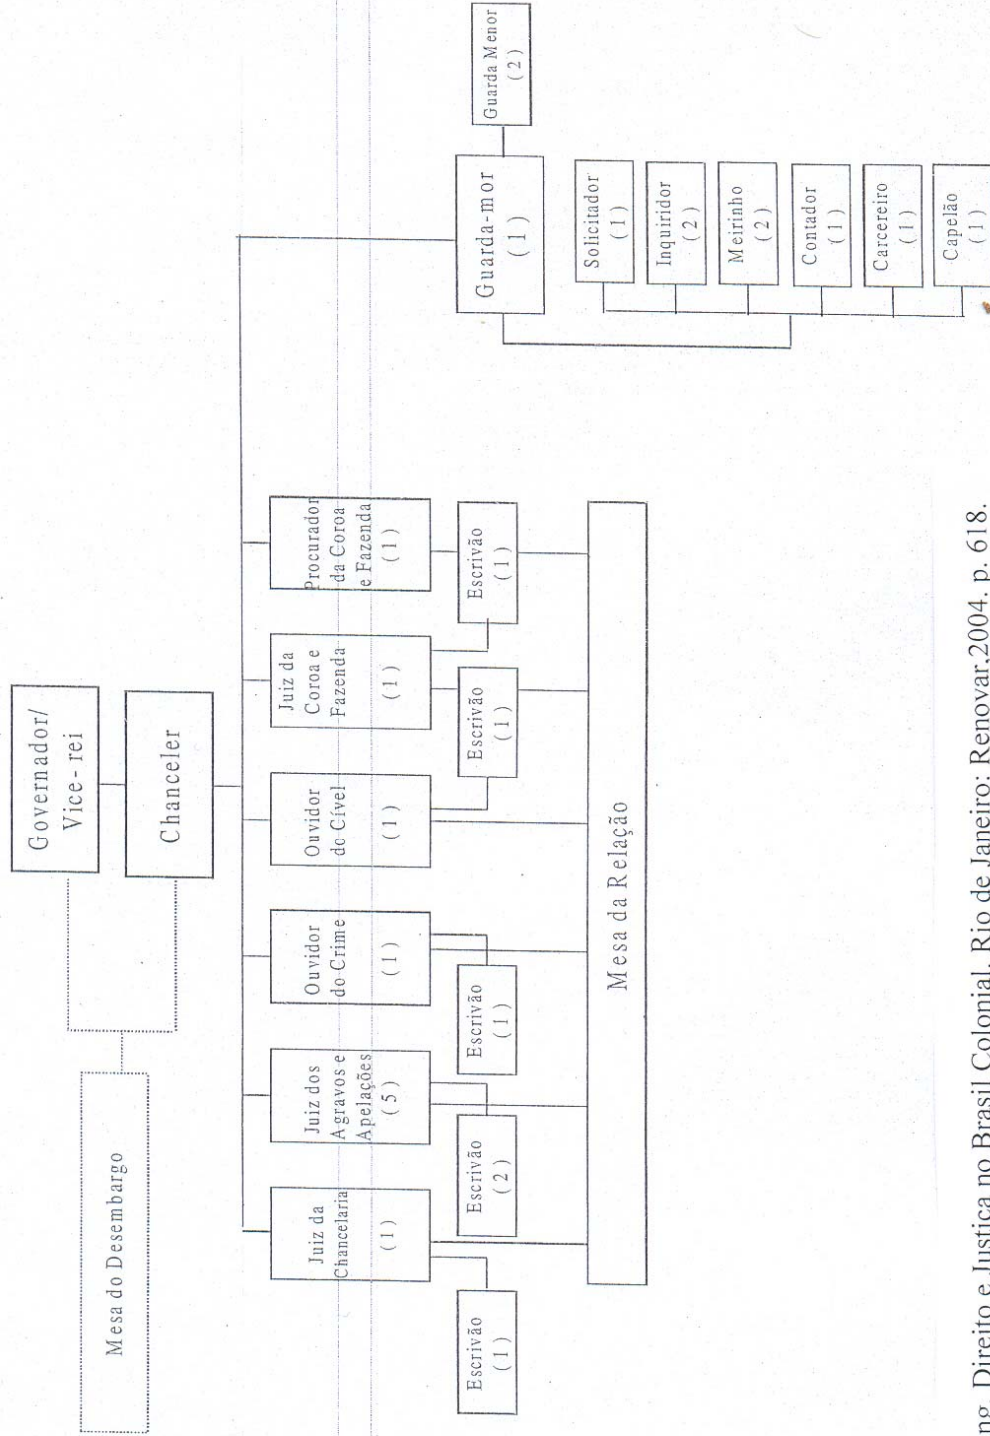 Governador/
Vice-rei
Chanceler
Mesa do Desembargo
Juiz da
Chancelaria
(1)
Juiz dos
Agravos e
Apelações
(5)
Ouvidor
do Crime
(1)
Ouvidor
do Cível
(1)
Juiz da
Coroa e
Fazenda
(1)
Procurador
da Coroa
e Fazenda
(1)
Escrivão
(1)
Escrivão
(2)
Escrivão
(1)
Escrivão
(1)
Escrivão
(1)
Mesa da Relação
Guarda-mor
(1)
Guarda Menor
(2)
Solicitador
(1)
Inquiridor
(2)
Meirinho
(2)
Contador
(1)
Carcereiro
(1)
Capelão
(1)
Direito e Justiça no Brasil Colonial. Rio de Janeiro: Renovar,2004. p. 618.